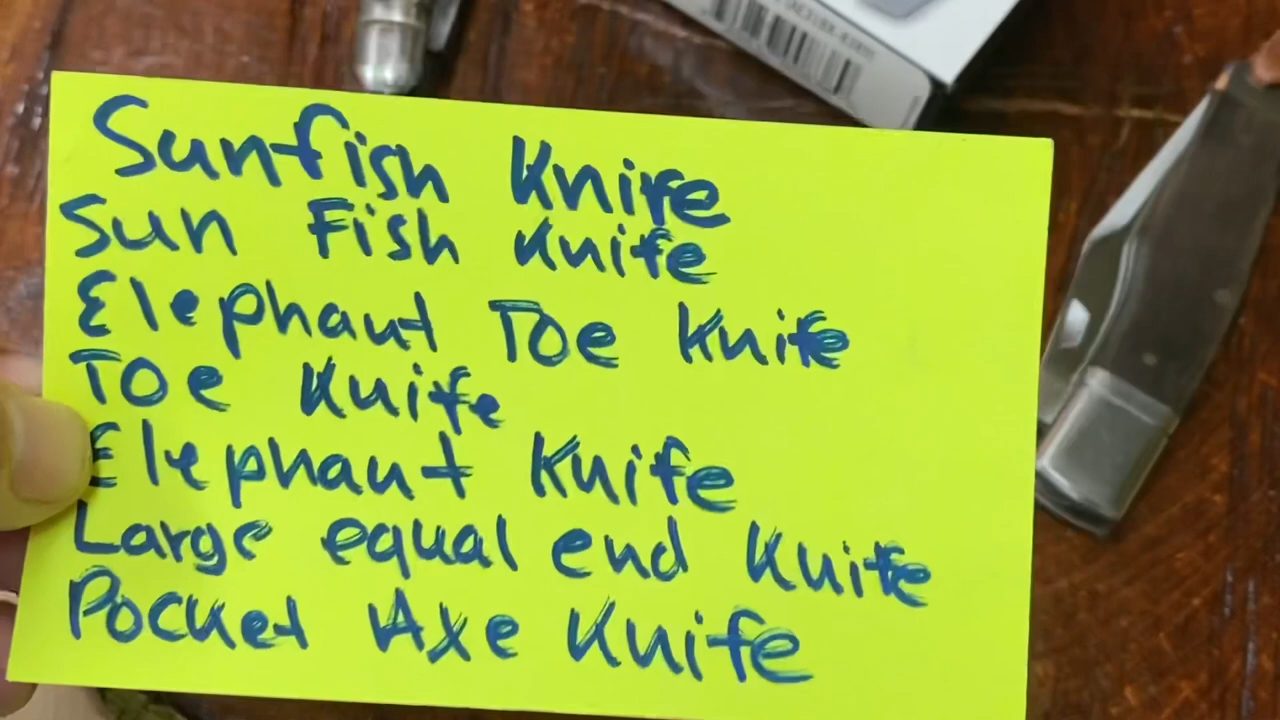 Sunfish Knife
Sun Fish Knife
Elephant Toe Knife
Toe Knife
Elephant Knife
Large equal end Knife
Pocket Axe Knife